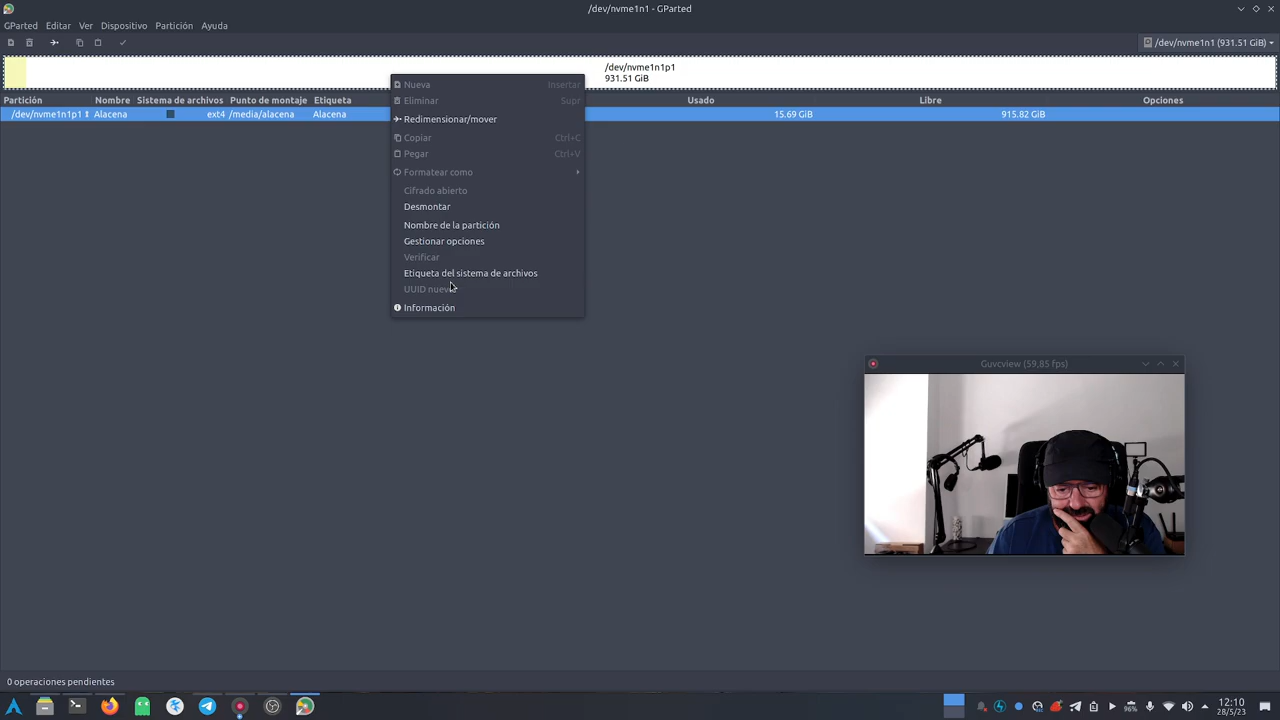 /dev/nvme1n1 - GParted
GParted Editar Ver Dispositivo Partición Ayuda
/dev/nvme1n1 (931.51 GiB)
/dev/nvme1n1p1
931.51 GiB
Partición Nombre Sistema de archivos Punto de montaje Etiqueta Usado Libre Opciones
/dev/nvme1n1p1 Alacena ext4 /media/alacena Alacena 15.69 GiB 915.82 GiB
Nueva Insertar
Eliminar Supr
Redimensionar/mover
Copiar Ctrl+C
Pegar Ctrl+V
Formatear como
Cifrado abierto
Desmontar
Nombre de la partición
Gestionar opciones
Verificar
Etiqueta del sistema de archivos
UUID nuevo
Información
Guvcview (59,85 fps)
0 operaciones pendientes
96%
12:10
28/5/23